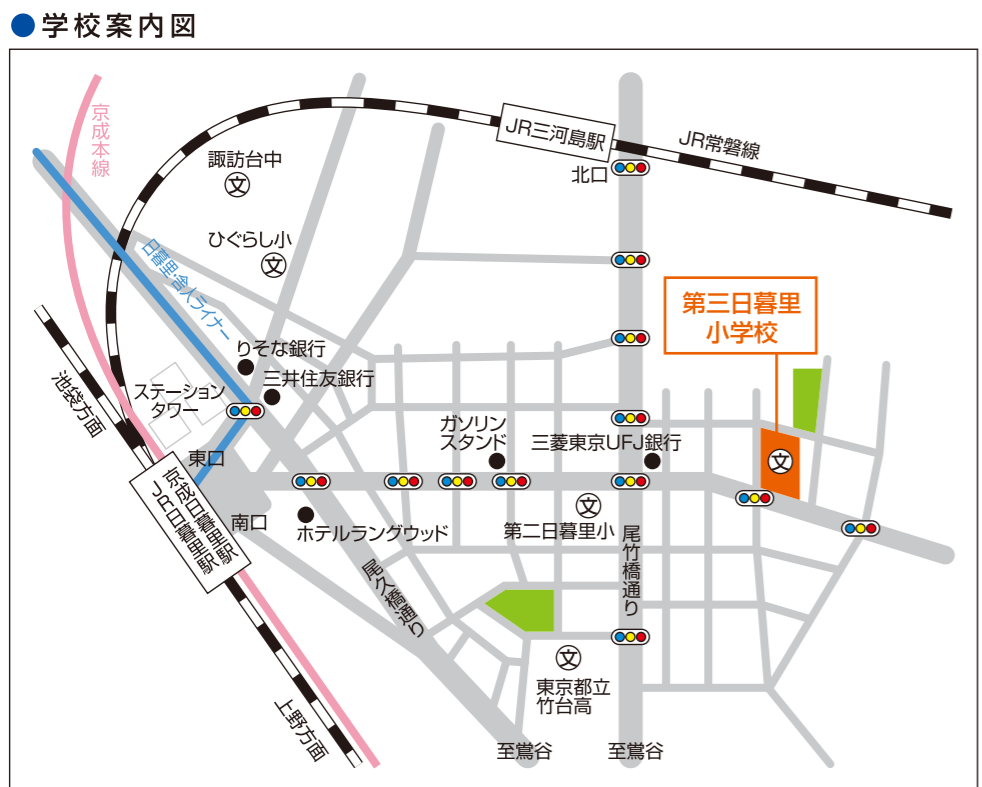 学校案内図
京成本線
諏訪台中
文
ひぐらし小
文
日暮里・舎人ライナー
JR三河島駅
JR常磐線
北口
第三日暮里
小学校
文
りそな銀行
三井住友銀行
ステーション
タワー
池袋方面
東口
南口
京成日暮里駅
JR日暮里駅
ガソリン
スタンド
三菱東京UFJ銀行
ホテルラングウッド
文
第二日暮里小
尾久橋通り
尾竹橋通り
文
東京都立
竹台高
上野方面
至鶯谷
至鶯谷